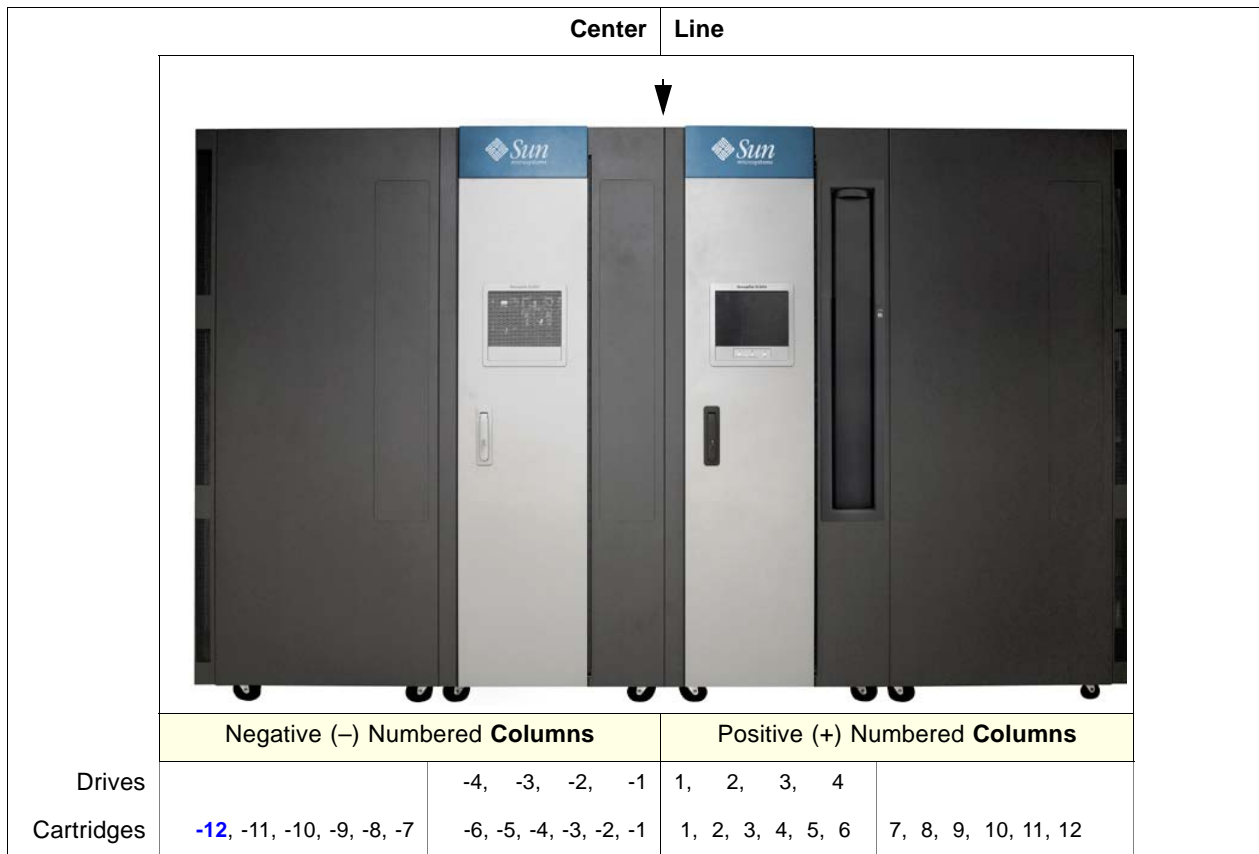 Center Line
Sun
microsystems
Sun
microsystems
Negative (–) Numbered Columns Positive (+) Numbered Columns
Drives -4, -3, -2, -1 1, 2, 3, 4
Cartridges -12, -11, -10, -9, -8, -7 -6, -5, -4, -3, -2, -1 1, 2, 3, 4, 5, 6 7, 8, 9, 10, 11, 12